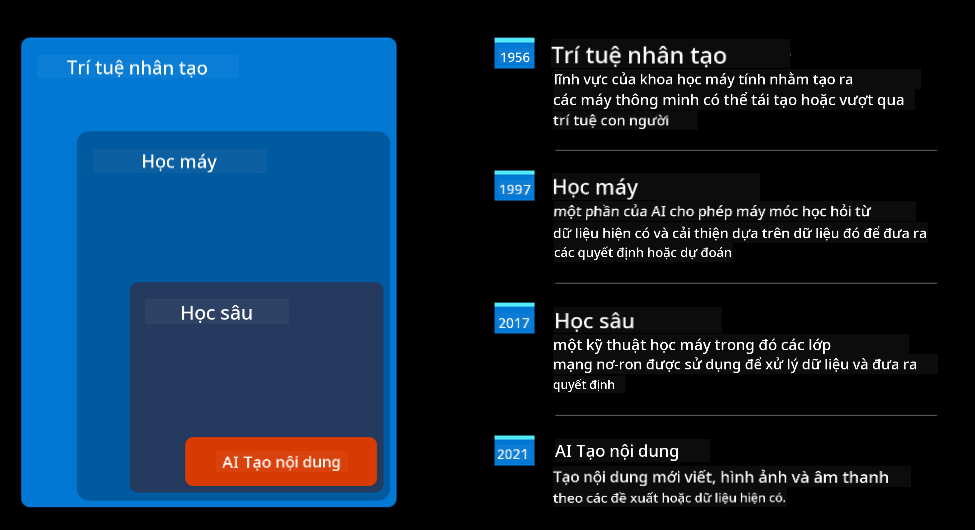 Trí tuệ nhân tạo
Học máy
Học sâu
AI Tạo nội dung
1956
Trí tuệ nhân tạo
lĩnh vực của khoa học máy tính nhằm tạo ra
các máy thông minh có thể tái tạo hoặc vượt qua
trí tuệ con người
1997
Học máy
một phần của AI cho phép máy móc học hỏi từ
dữ liệu hiện có và cải thiện dựa trên dữ liệu đó để đưa ra
các quyết định hoặc dự đoán
2017
Học sâu
một kỹ thuật học máy trong đó các lớp
mạng nơ-ron được sử dụng để xử lý dữ liệu và đưa ra
quyết định
2021
AI Tạo nội dung
Tạo nội dung mới viết, hình ảnh và âm thanh
theo các đề xuất hoặc dữ liệu hiện có.